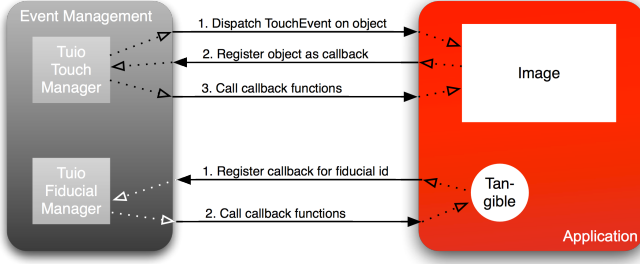 Event Management
Tuio
Touch
Manager
1. Dispatch TouchEvent on object
2. Register object as callback
3. Call callback functions
Image
Tuio
Fiducial
Manager
1. Register callback for fiducial id
2. Call callback functions
Tan-
gible
Application